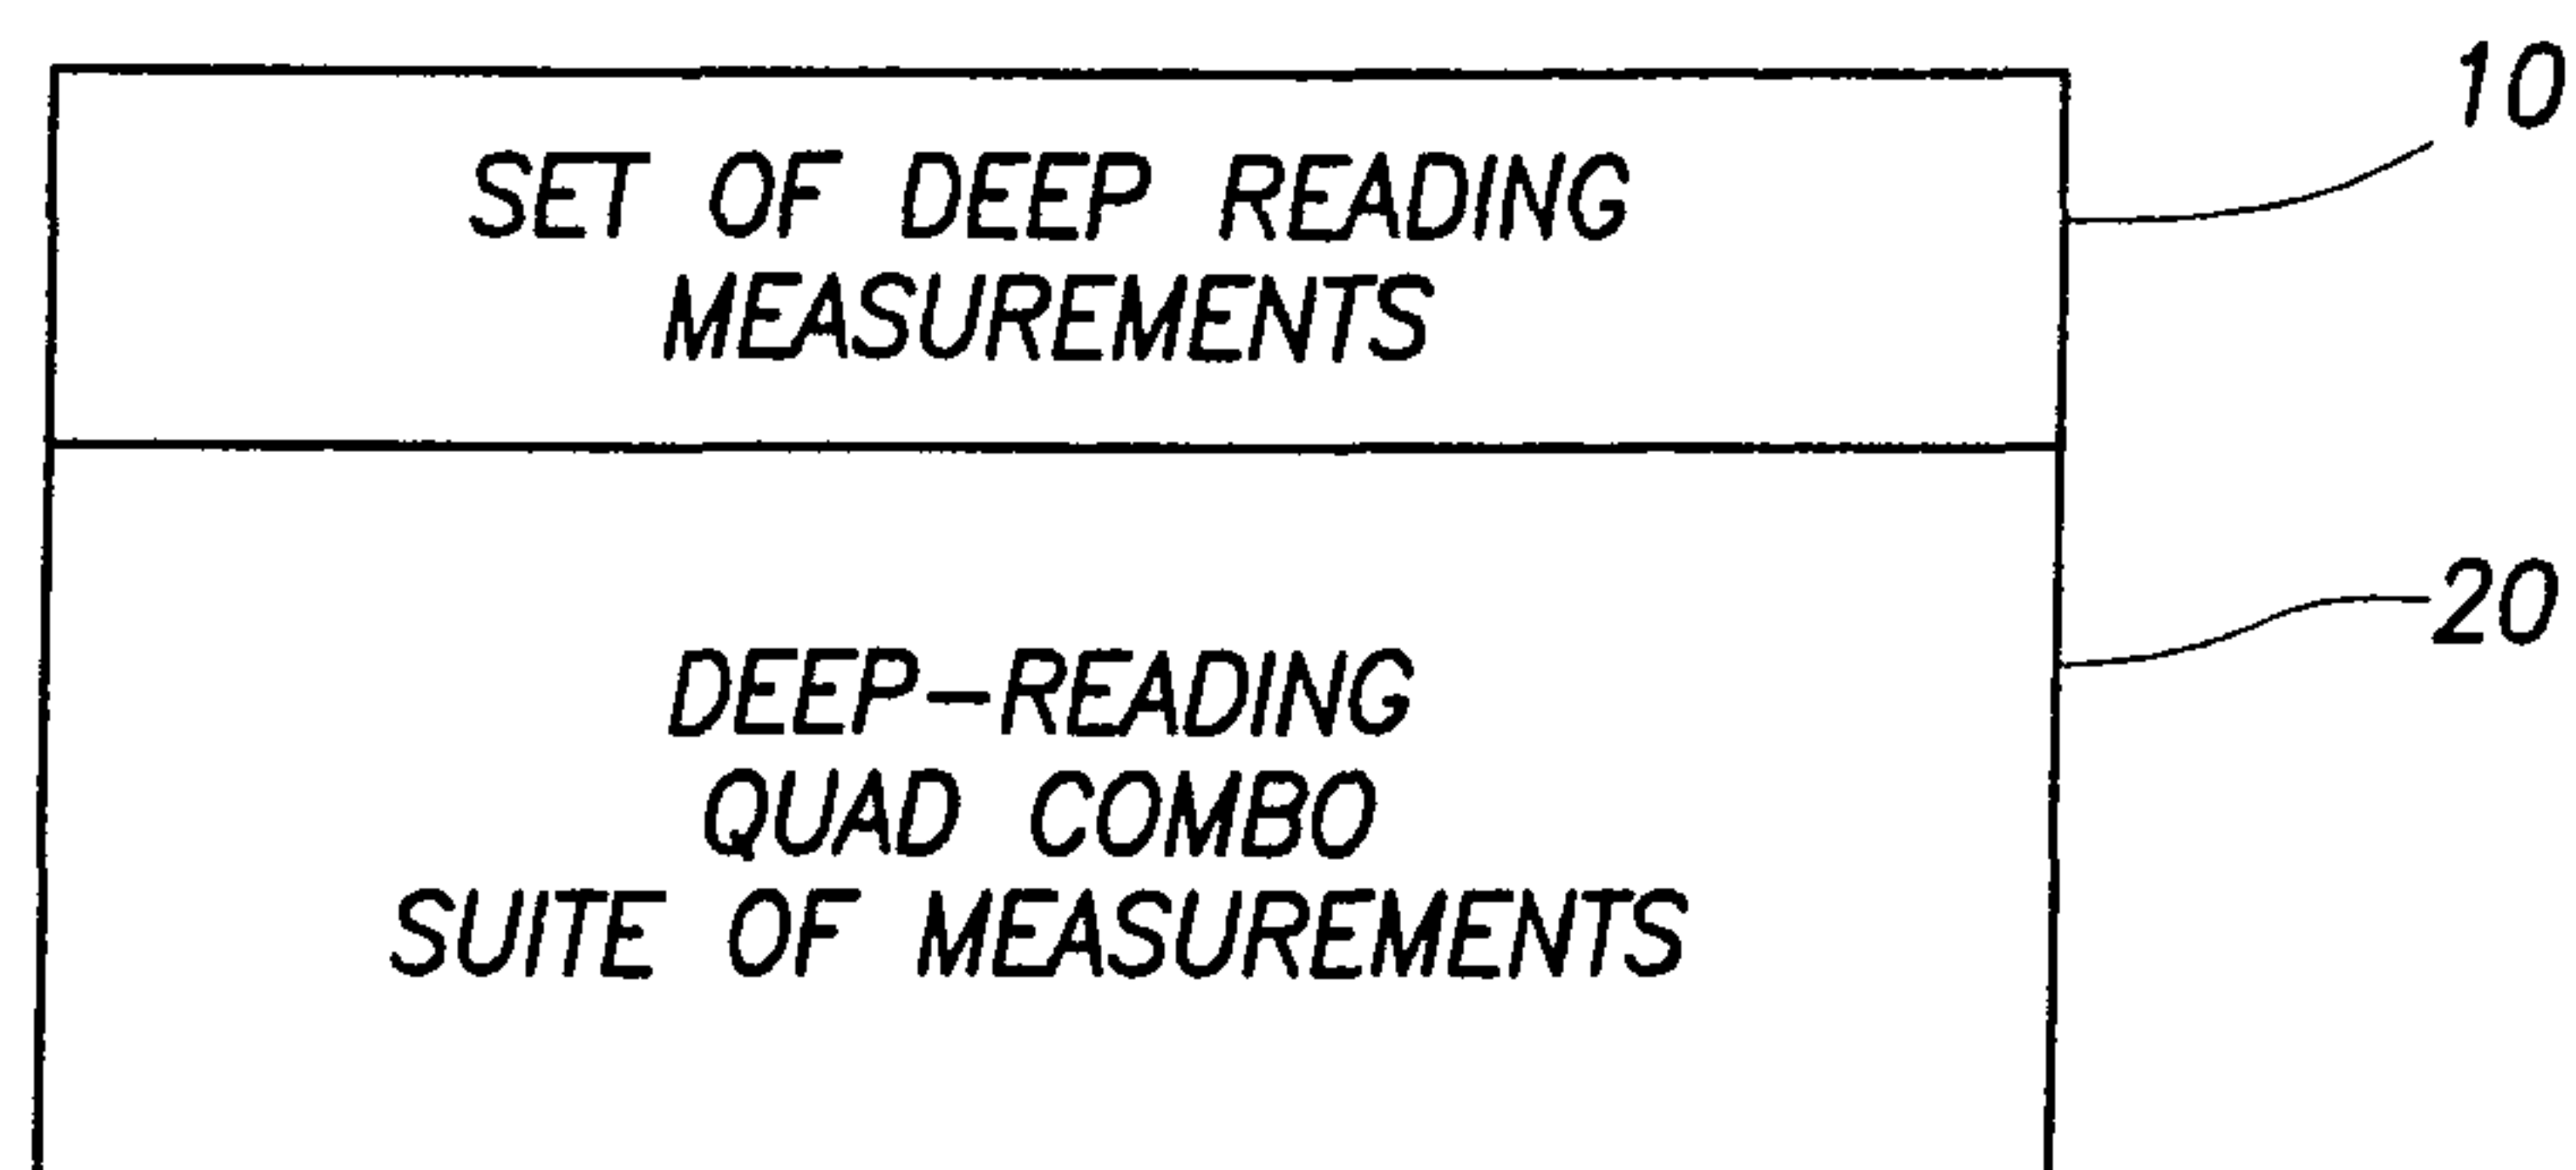 10
SET OF DEEP READING
MEASUREMENTS
20
DEEP-READING
QUAD COMBO
SUITE OF MEASUREMENTS